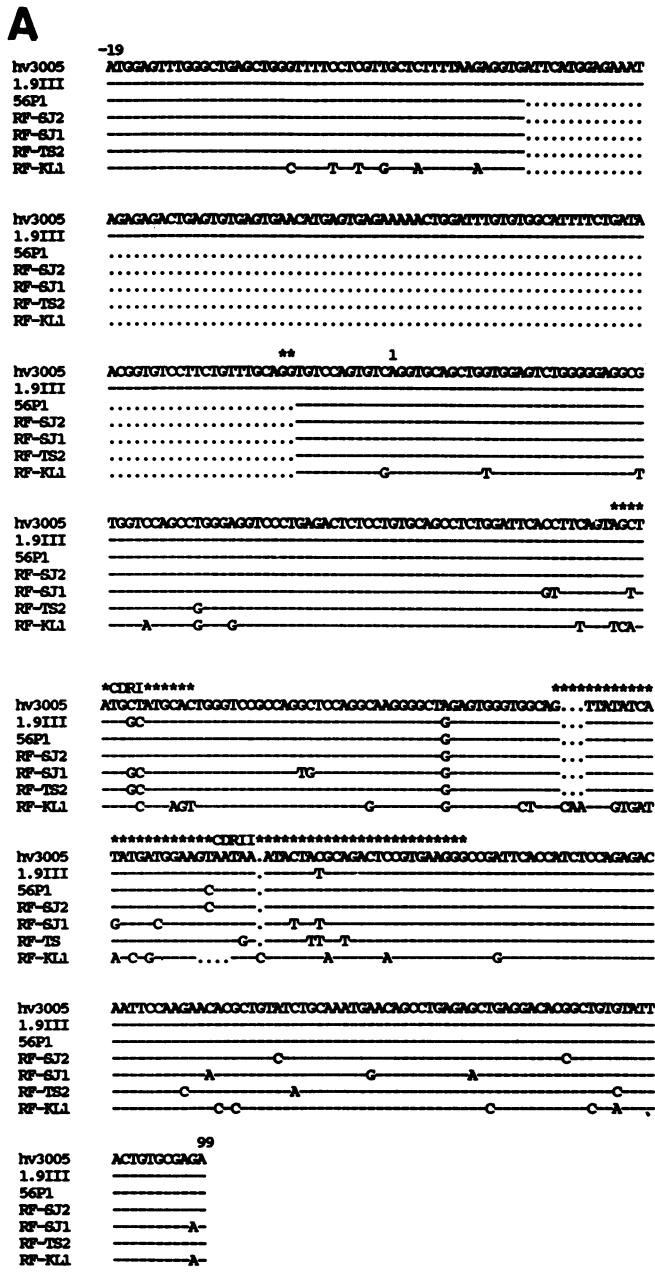 A
-19
hv3005 ATGGAGTTTGGGCTGAGCTGGGTTTTCCTCGTTGCTCTTTTAAGAGGTGATTCATGGAGAAAT
1.9III ---------------------------------------------------------------
56P1 -------------------------------------------------..............
RF-SJ2 -------------------------------------------------..............
RF-SJ1 -------------------------------------------------..............
RF-TS2 -------------------------------------------------..............
RF-KL1 ---------------------C----T--T--G---A------A-----..............
hv3005 AGAGAGACTGAGTGTGAGTGAACATGAGTGAGAAAAACTGGATTTGTGTGGCATTTTCTGATA
1.9III ---------------------------------------------------------------
56P1 ...............................................................
RF-SJ2 ...............................................................
RF-SJ1 ...............................................................
RF-TS2 ...............................................................
RF-KL1 ...............................................................
** 1
hv3005 ACGGTGTCCTTCTGTTTGCAGGTGTCCAGTGTCAGGTGCAGCTGGTGGAGTCTGGGGGAGGCG
1.9III ---------------------------------------------------------------
56P1 ......................-----------------------------------------
RF-SJ2 ......................-----------------------------------------
RF-SJ1 ......................-----------------------------------------
RF-TS2 ......................-----------------------------------------
RF-KL1 ......................----------G-----------T-----------------T
****
hv3005 TGGTCCAGCCTGGGAGGTCCCTGAGACTCTCCTGTGCAGCCTCTGGATTCACCTTCAGTAGCT
1.9III ---------------------------------------------------------------
56P1 ---------------------------------------------------------------
RF-SJ2 ---------------------------------------------------------------
RF-SJ1 ---------------------------------------------------GT--------T-
RF-TS2 ----------G----------------------------------------------------
RF-KL1 ----A-----G---G----------------------------------------T---TCA-
*CDRI****** ************
hv3005 ATGCTATGCACTGGGTCCGCCAGGCTCCAGGCAAGGGGCTAGAGTGGGTGGCAG...TTATATCA
1.9III ---GC-----------------------------------G-------------...--------
56P1 ----------------------------------------G-------------...--------
RF-SJ2 ----------------------------------------G-------------...--------
RF-SJ1 ---GC-------------------TG--------------G-------------...--------
RF-TS2 ---GC-----------------------------------G-------------...--------
RF-KL1 ----C---AGT--------------------G--------G---------CT---CAA---GTGAT
************CDRII*************************
hv3005 TATGATGGAAGTAATAA.ATACTACGCAGACTCCGTGAAGGGCCGATTCACCATCTCCAGAGAC
1.9III -----------------.------T---------------------------------------
56P1 -----------C-----.----------------------------------------------
RF-SJ2 -----------C-----.----------------------------------------------
RF-SJ1 G----C-----------.---T--T---------------------------------------
RF-TS ---------------G-.-----TT---T-----------------------------------
RF-KL1 A-C-G-----....---C-------A------A------------G------------------
hv3005 AATTCCAAGAACACGCTGTATCTGCAAATGAACAGCCTGAGAGCTGAGGACACGGCTGTGTATT
1.9III ----------------------------------------------------------------
56P1 ----------------------------------------------------------------
RF-SJ2 -------------------C---------------------------------C----------
RF-SJ1 -----------A------------------G-----------A---------------------
RF-TS2 --------C------------A--------------------------------------C---
RF-KL1 ------------C-C-----------------------------C-----------C--A----
99
hv3005 ACTGTGCGAGA
1.9III -----------
56P1 -----------
RF-SJ2 -----------
RF-SJ1 ---------A-
RF-TS2 -----------
RF-KL1 ---------A-